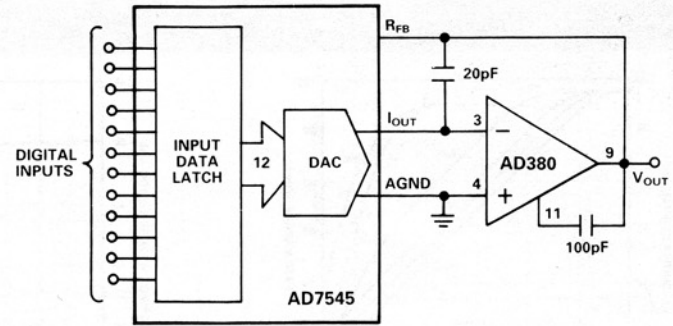 R_FB
20pF
I_OUT
3
−
INPUT
DATA
LATCH
DIGITAL
INPUTS
12
DAC
AD380
9
V_OUT
AGND
4
+
11
100pF
AD7545